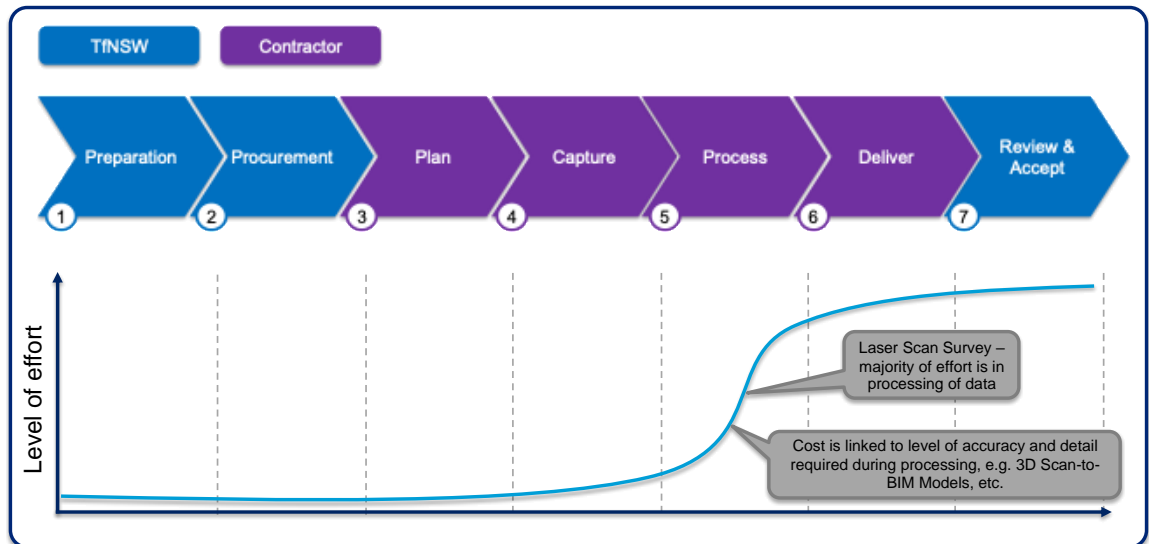 TfNSW
Contractor
Preparation
Procurement
Plan
Capture
Process
Deliver
Review &
Accept
1
2
3
4
5
6
7
Level of effort
Laser Scan Survey –
majority of effort is in
processing of data
Cost is linked to level of accuracy and detail
required during processing, e.g. 3D Scan-to-
BIM Models, etc.